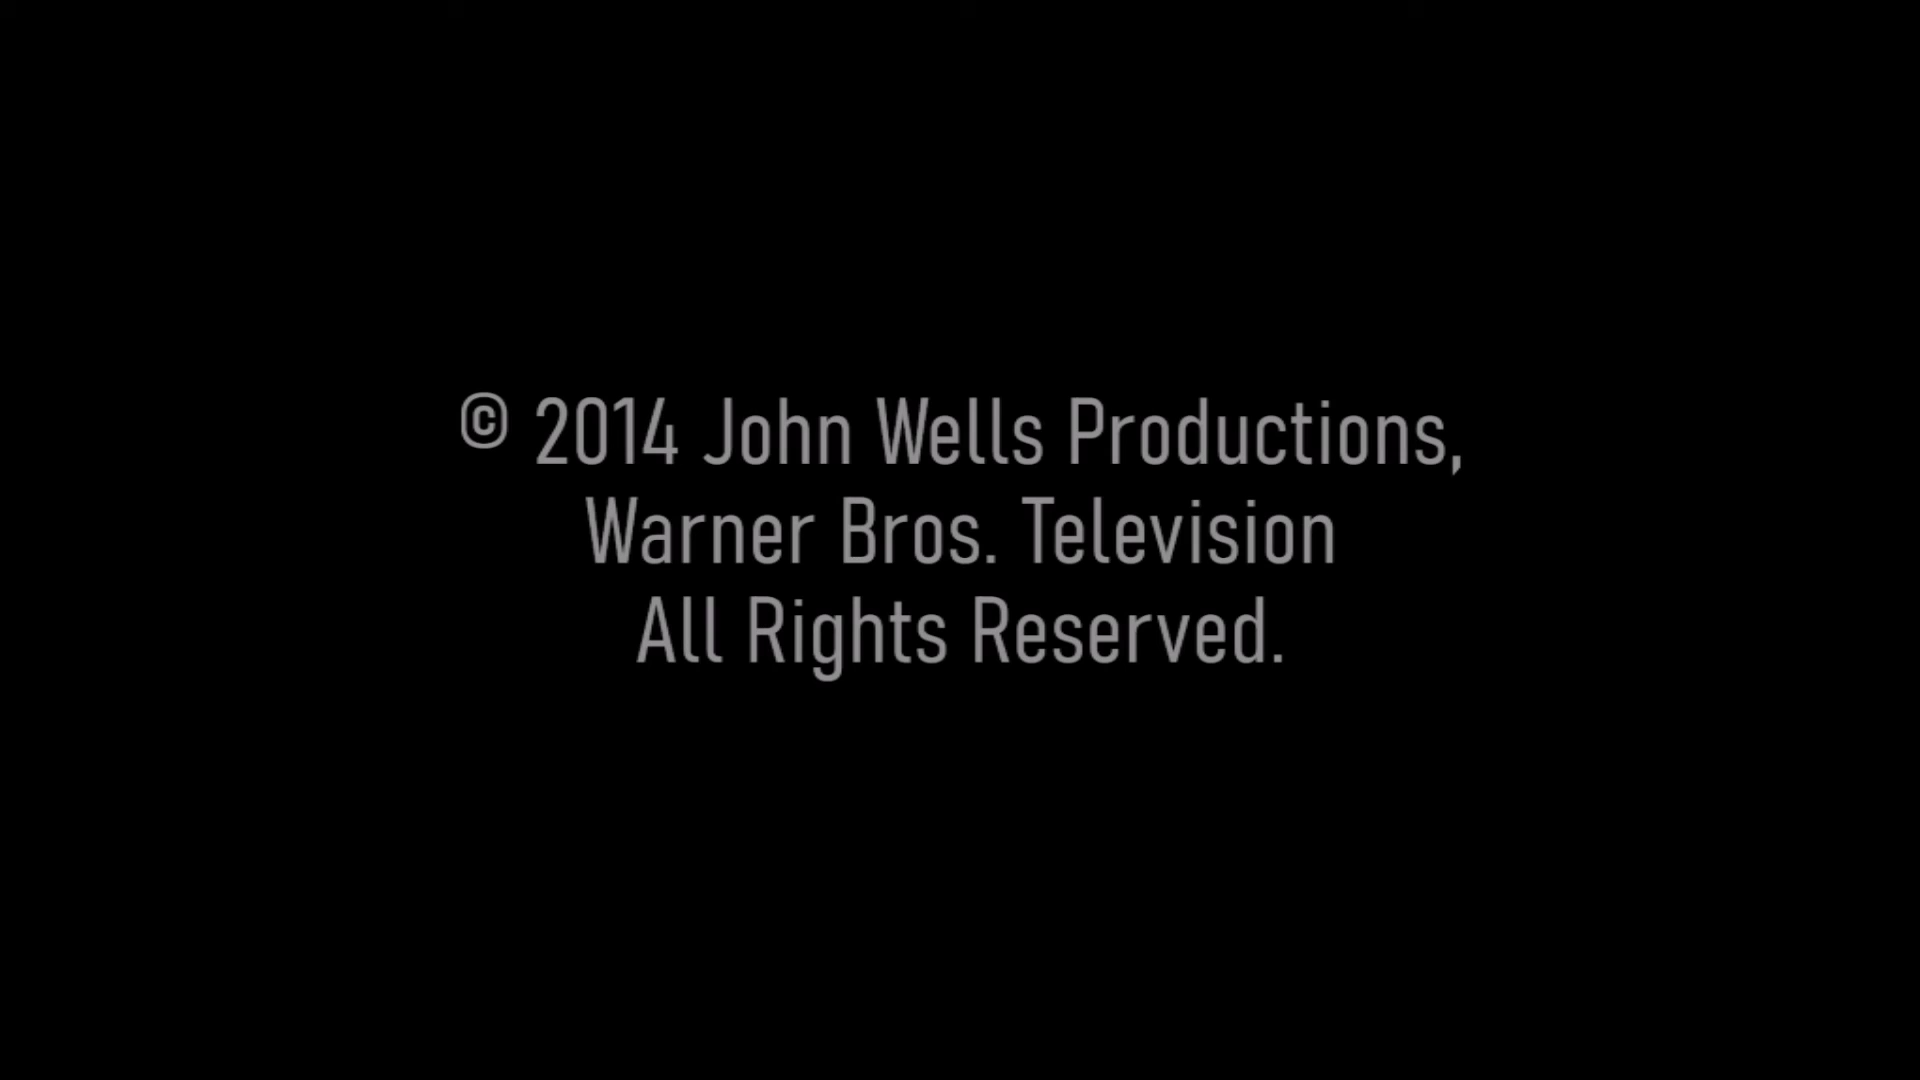 © 2014 John Wells Productions,
Warner Bros. Television
All Rights Reserved.